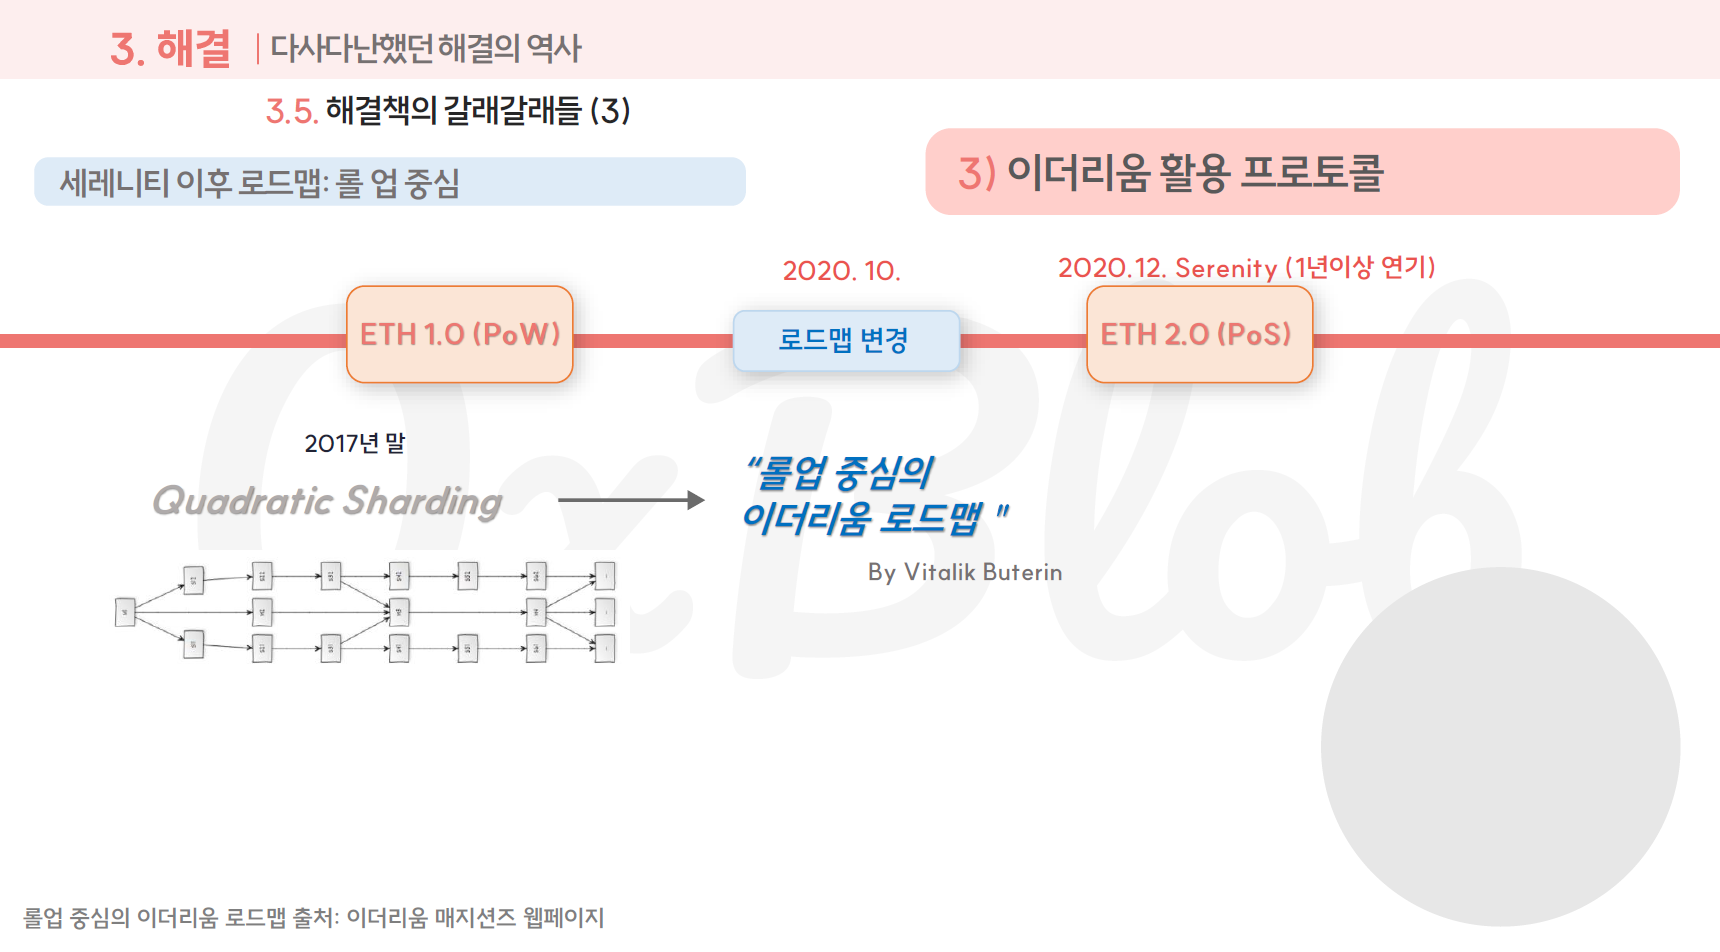 3. 해결
다사다난했던 해결의 역사
3.5. 해결책의 갈래갈래들 (3)
세레니티 이후 로드맵: 롤 업 중심
3) 이더리움 활용 프로토콜
2020. 10.
2020.12. Serenity (1년이상 연기)
ETH 1.0 (PoW)
로드맵 변경
ETH 2.0 (PoS)
2017년 말
Quadratic Sharding
“롤업 중심의
이더리움 로드맵 "
By Vitalik Buterin
0xBlob
롤업 중심의 이더리움 로드맵 출처: 이더리움 매지션즈 웹페이지